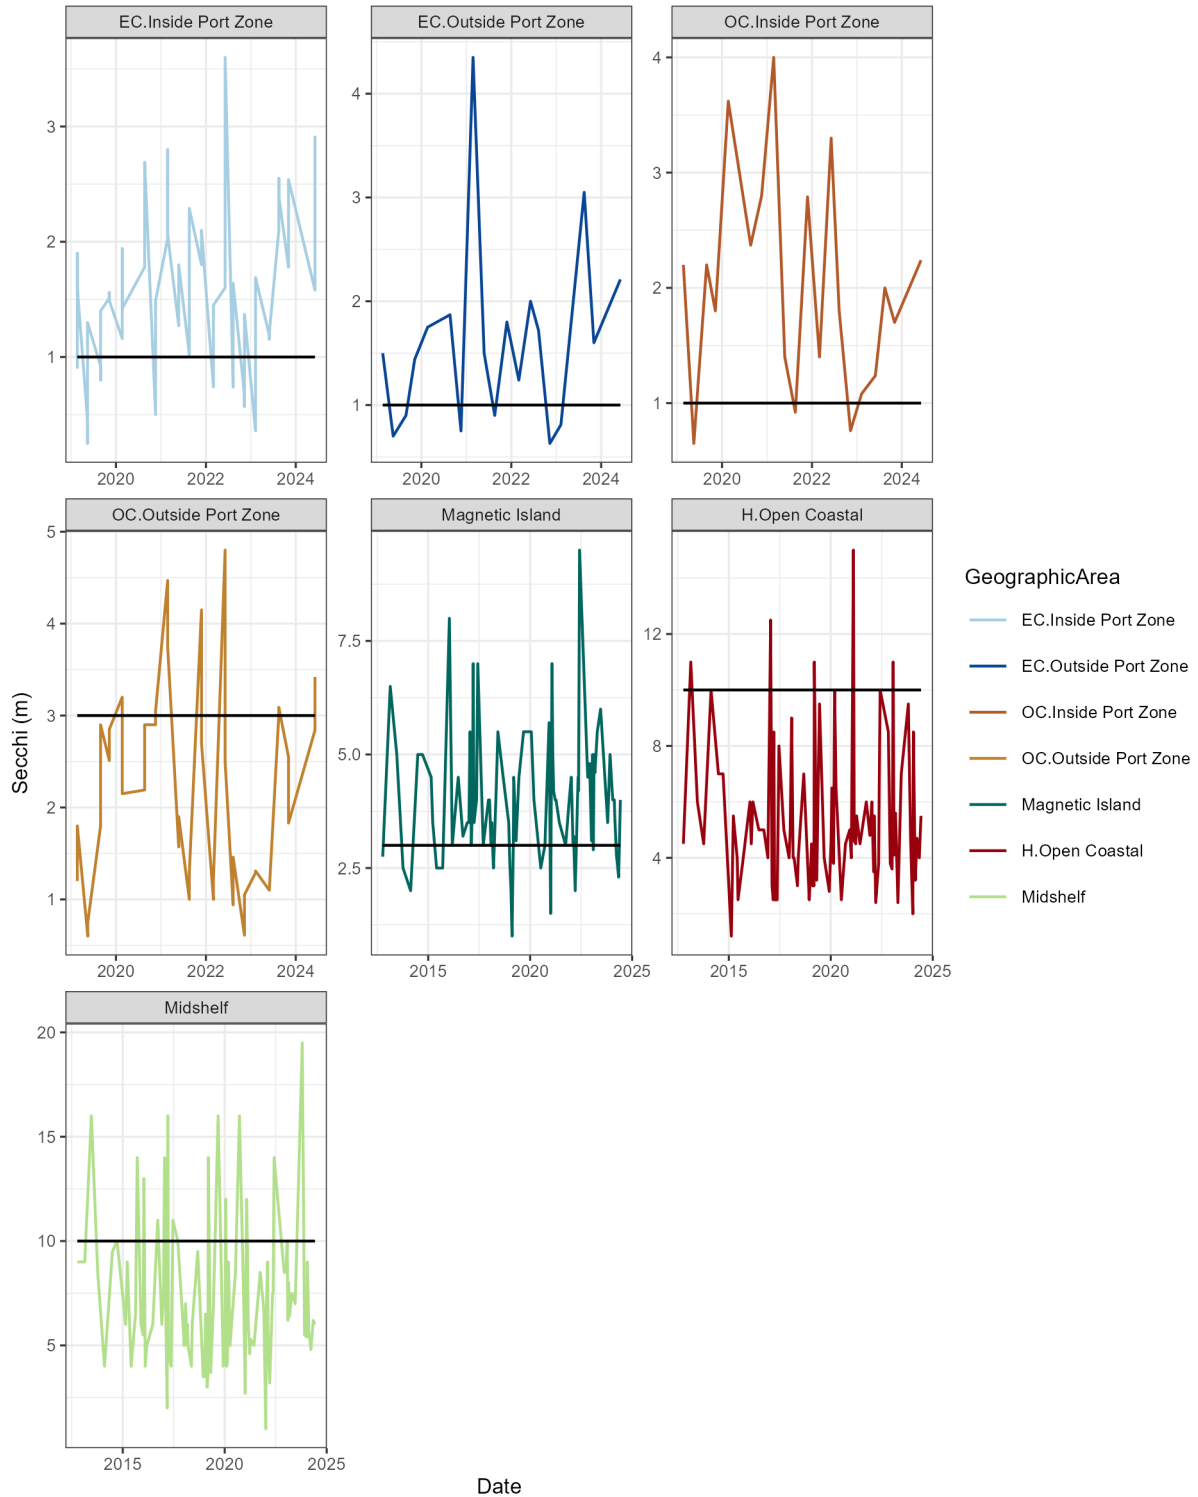 EC.Inside Port Zone
EC.Outside Port Zone
OC.Inside Port Zone
3
2
1
4
3
2
1
4
3
2
1
2020 2022 2024
2020 2022 2024
2020 2022 2024
OC.Outside Port Zone
Magnetic Island
H.Open Coastal
5
4
3
2
1
7.5
5.0
2.5
12
8
4
2020 2022 2024
2015 2020 2025
2015 2020 2025
Midshelf
20
15
10
5
2015 2020 2025
Secchi (m)
Date
GeographicArea
EC.Inside Port Zone
EC.Outside Port Zone
OC.Inside Port Zone
OC.Outside Port Zone
Magnetic Island
H.Open Coastal
Midshelf